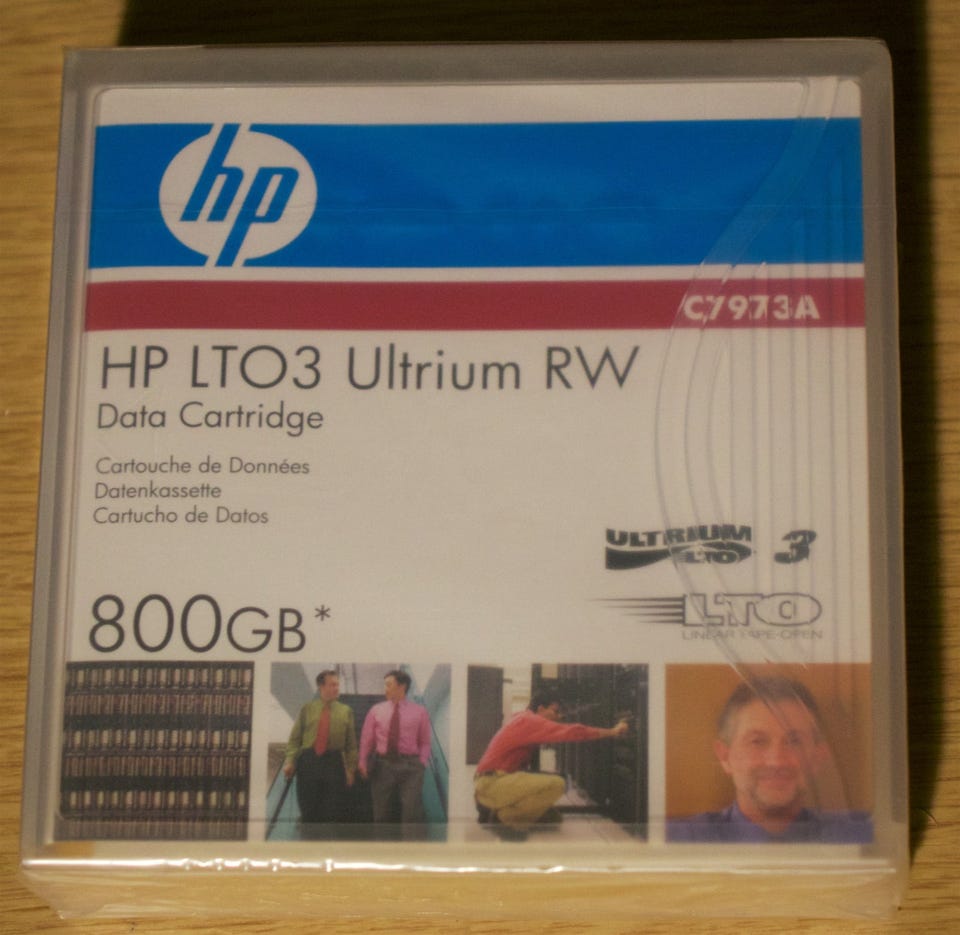 hp
C7973A
HP LTO3 Ultrium RW
Data Cartridge
Cartouche de Données
Datenkassette
Cartucho de Datos
ULTRIUM 3
LTO
LTO
LINEAR TAPE-OPEN
800GB*